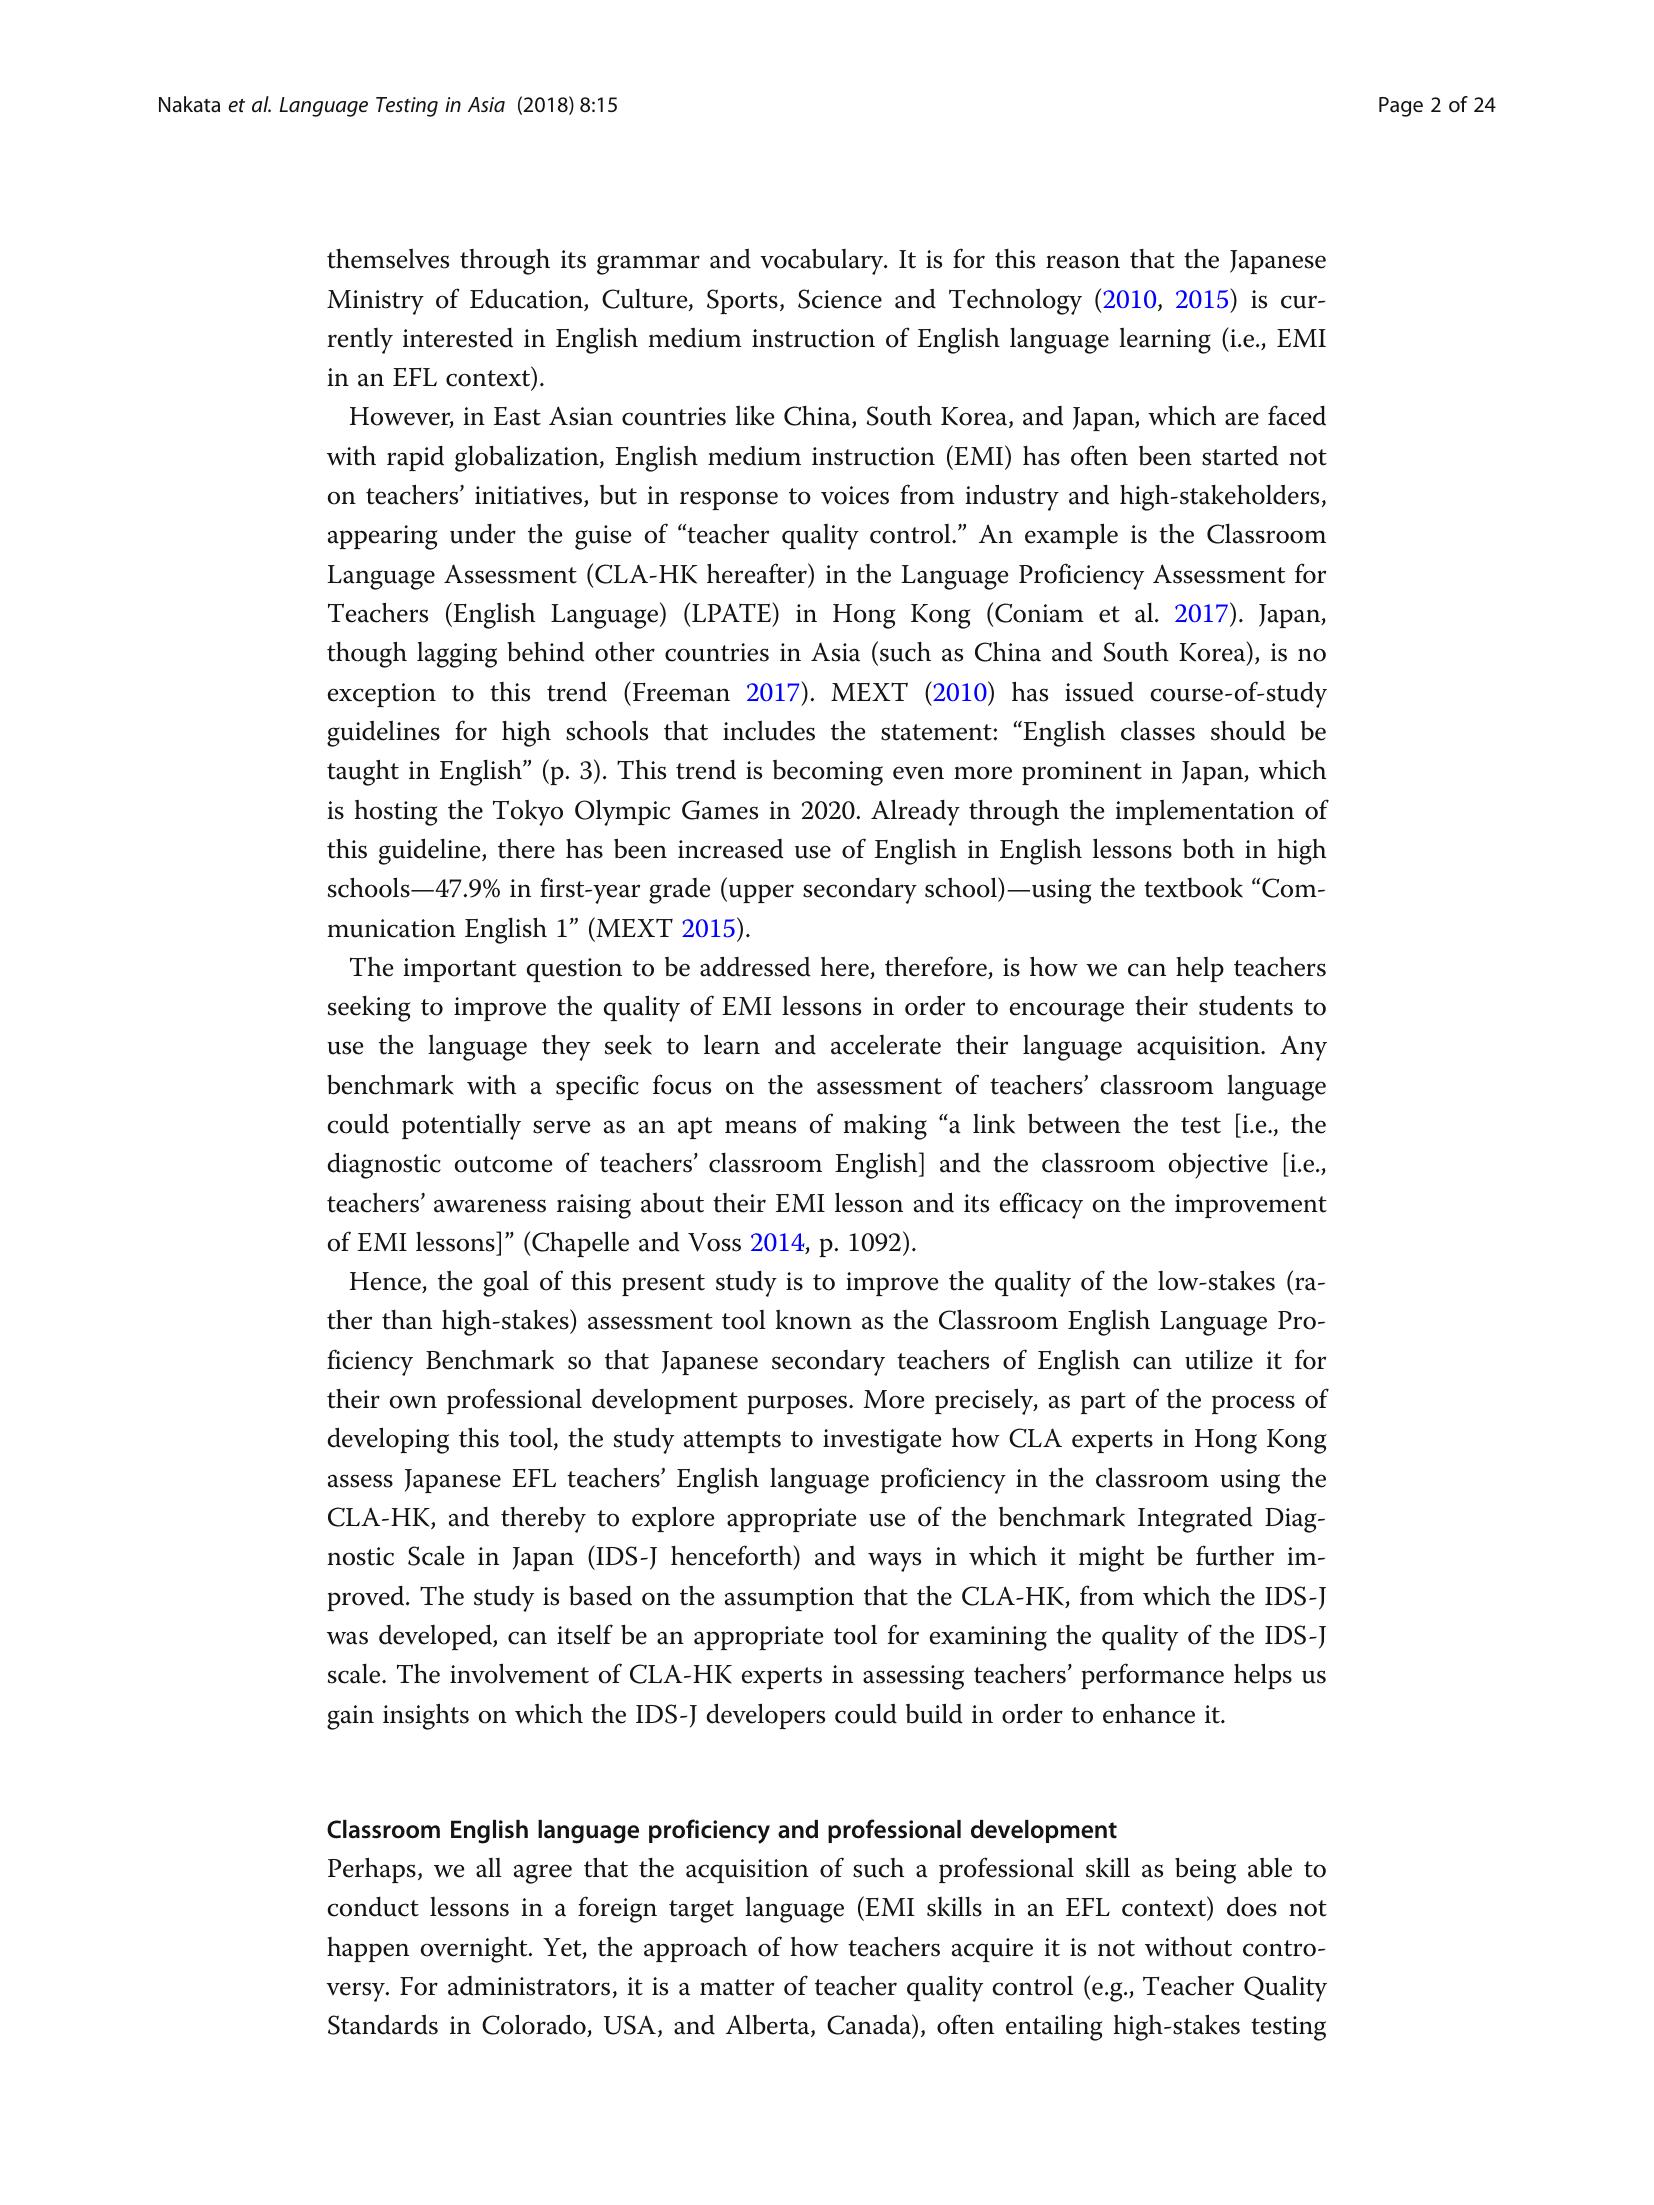 Nakata et al. Language Testing in Asia (2018) 8:15
Page 2 of 24
themselves through its grammar and vocabulary. It is for this reason that the Japanese
Ministry of Education, Culture, Sports, Science and Technology (2010, 2015) is cur-
rently interested in English medium instruction of English language learning (i.e., EMI
in an EFL context).
However, in East Asian countries like China, South Korea, and Japan, which are faced
with rapid globalization, English medium instruction (EMI) has often been started not
on teachers’ initiatives, but in response to voices from industry and high-stakeholders,
appearing under the guise of “teacher quality control.” An example is the Classroom
Language Assessment (CLA-HK hereafter) in the Language Proficiency Assessment for
Teachers (English Language) (LPATE) in Hong Kong (Coniam et al. 2017). Japan,
though lagging behind other countries in Asia (such as China and South Korea), is no
exception to this trend (Freeman 2017). MEXT (2010) has issued course-of-study
guidelines for high schools that includes the statement: “English classes should be
taught in English” (p. 3). This trend is becoming even more prominent in Japan, which
is hosting the Tokyo Olympic Games in 2020. Already through the implementation of
this guideline, there has been increased use of English in English lessons both in high
schools—47.9% in first-year grade (upper secondary school)—using the textbook “Com-
munication English 1” (MEXT 2015).
The important question to be addressed here, therefore, is how we can help teachers
seeking to improve the quality of EMI lessons in order to encourage their students to
use the language they seek to learn and accelerate their language acquisition. Any
benchmark with a specific focus on the assessment of teachers’ classroom language
could potentially serve as an apt means of making “a link between the test [i.e., the
diagnostic outcome of teachers’ classroom English] and the classroom objective [i.e.,
teachers’ awareness raising about their EMI lesson and its efficacy on the improvement
of EMI lessons]” (Chapelle and Voss 2014, p. 1092).
Hence, the goal of this present study is to improve the quality of the low-stakes (ra-
ther than high-stakes) assessment tool known as the Classroom English Language Pro-
ficiency Benchmark so that Japanese secondary teachers of English can utilize it for
their own professional development purposes. More precisely, as part of the process of
developing this tool, the study attempts to investigate how CLA experts in Hong Kong
assess Japanese EFL teachers’ English language proficiency in the classroom using the
CLA-HK, and thereby to explore appropriate use of the benchmark Integrated Diag-
nostic Scale in Japan (IDS-J henceforth) and ways in which it might be further im-
proved. The study is based on the assumption that the CLA-HK, from which the IDS-J
was developed, can itself be an appropriate tool for examining the quality of the IDS-J
scale. The involvement of CLA-HK experts in assessing teachers’ performance helps us
gain insights on which the IDS-J developers could build in order to enhance it.
Classroom English language proficiency and professional development
Perhaps, we all agree that the acquisition of such a professional skill as being able to
conduct lessons in a foreign target language (EMI skills in an EFL context) does not
happen overnight. Yet, the approach of how teachers acquire it is not without contro-
versy. For administrators, it is a matter of teacher quality control (e.g., Teacher Quality
Standards in Colorado, USA, and Alberta, Canada), often entailing high-stakes testing